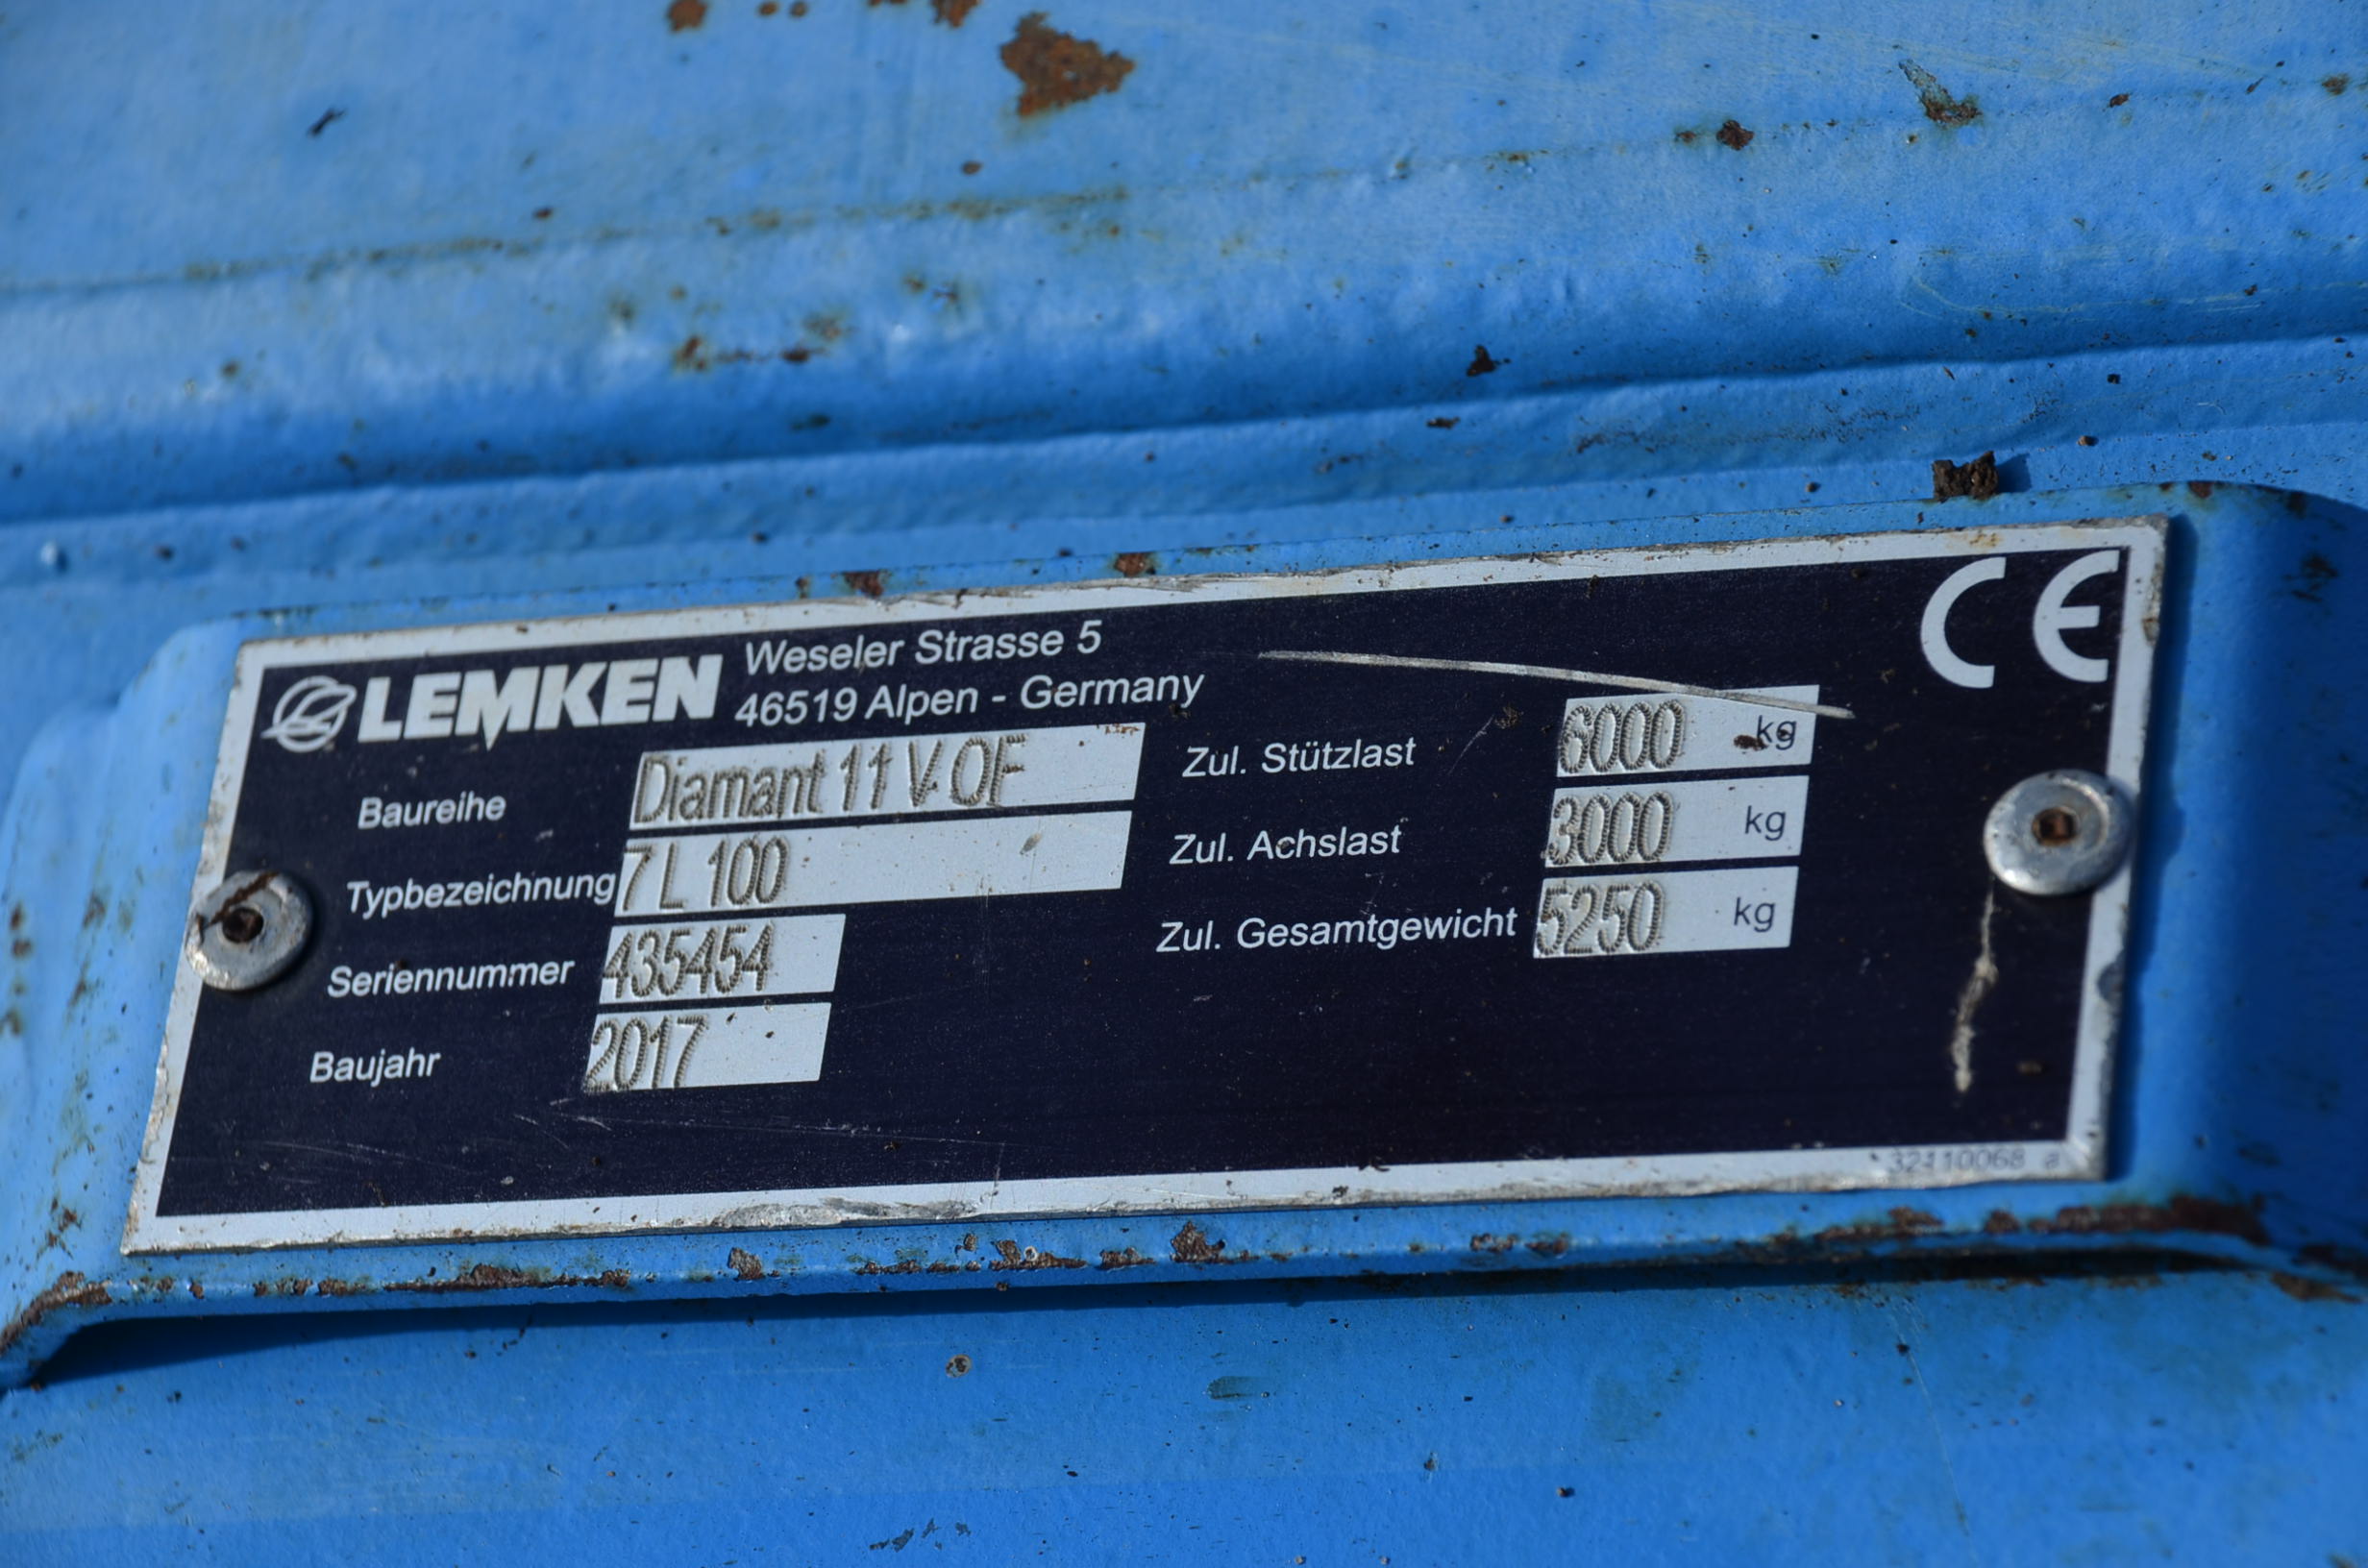 LEMKEN
Weseler Strasse 5
46519 Alpen - Germany
CE
Baureihe Diamant 11 V OF
Typbezeichnung 7 L 100
Seriennummer 435454
Baujahr 2017
Zul. Stützlast 6000 kg
Zul. Achslast 3000 kg
Zul. Gesamtgewicht 5250 kg
32110068 a